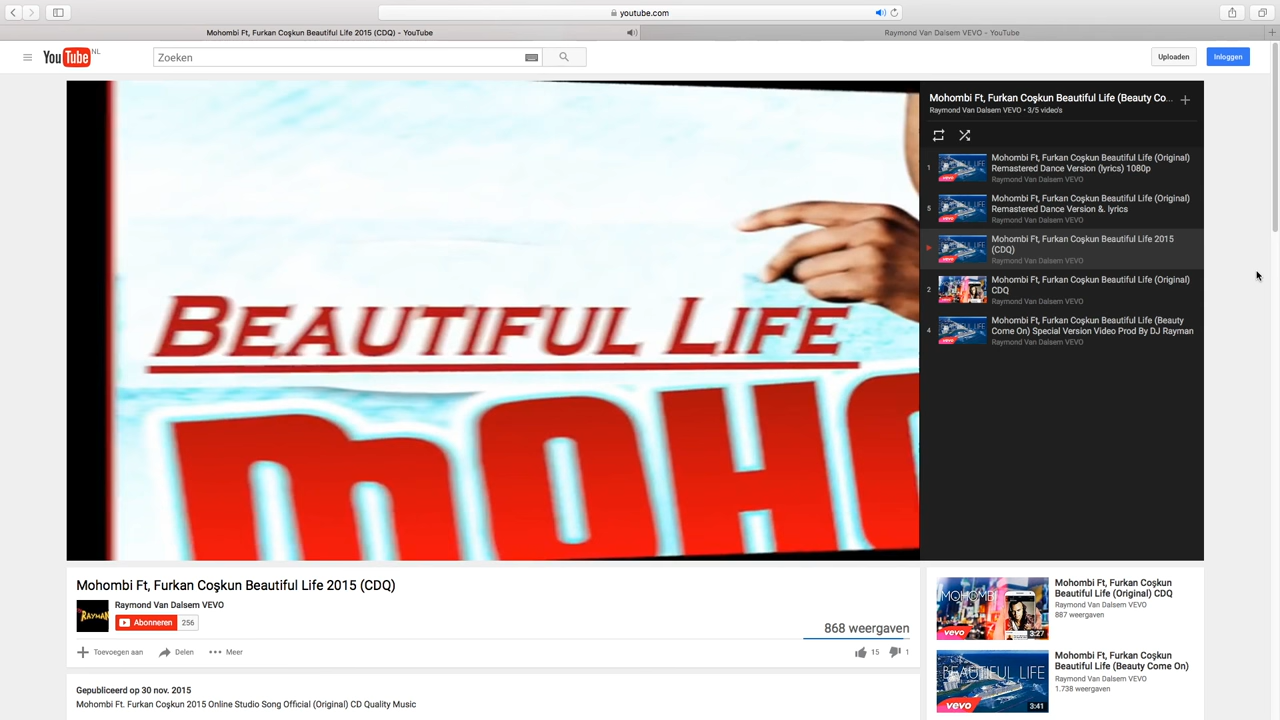 youtube.com
Mohombi Ft, Furkan Coşkun Beautiful Life 2015 (CDQ) - YouTube
Raymond Van Dalsem VEVO - YouTube
YouTube NL
Zoeken
Uploaden
Inloggen
BEAUTIFUL LIFE
MOHO
Mohombi Ft, Furkan Coşkun Beautiful Life (Beauty Co...
Raymond Van Dalsem VEVO • 3/5 video's
1
Mohombi Ft, Furkan Coşkun Beautiful Life (Original)
Remastered Dance Version (lyrics) 1080p
Raymond Van Dalsem VEVO
5
Mohombi Ft, Furkan Coşkun Beautiful Life (Original)
Remastered Dance Version &. lyrics
Raymond Van Dalsem VEVO
Mohombi Ft, Furkan Coşkun Beautiful Life 2015
(CDQ)
Raymond Van Dalsem VEVO
2
Mohombi Ft, Furkan Coşkun Beautiful Life (Original)
CDQ
Raymond Van Dalsem VEVO
4
Mohombi Ft, Furkan Coşkun Beautiful Life (Beauty
Come On) Special Version Video Prod By DJ Rayman
Raymond Van Dalsem VEVO
Mohombi Ft, Furkan Coşkun Beautiful Life 2015 (CDQ)
RAYMAN
Raymond Van Dalsem VEVO
Abonneren 256
868 weergaven
Toevoegen aan Delen Meer 15 1
Gepubliceerd op 30 nov. 2015
Mohombi Ft. Furkan Coşkun 2015 Online Studio Song Official (Original) CD Quality Music
MOHOMBI
vevo 3:27
Mohombi Ft, Furkan Coşkun
Beautiful Life (Original) CDQ
Raymond Van Dalsem VEVO
887 weergaven
BEAUTIFUL LIFE
vevo 3:41
Mohombi Ft, Furkan Coşkun
Beautiful Life (Beauty Come On)
Raymond Van Dalsem VEVO
1.738 weergaven